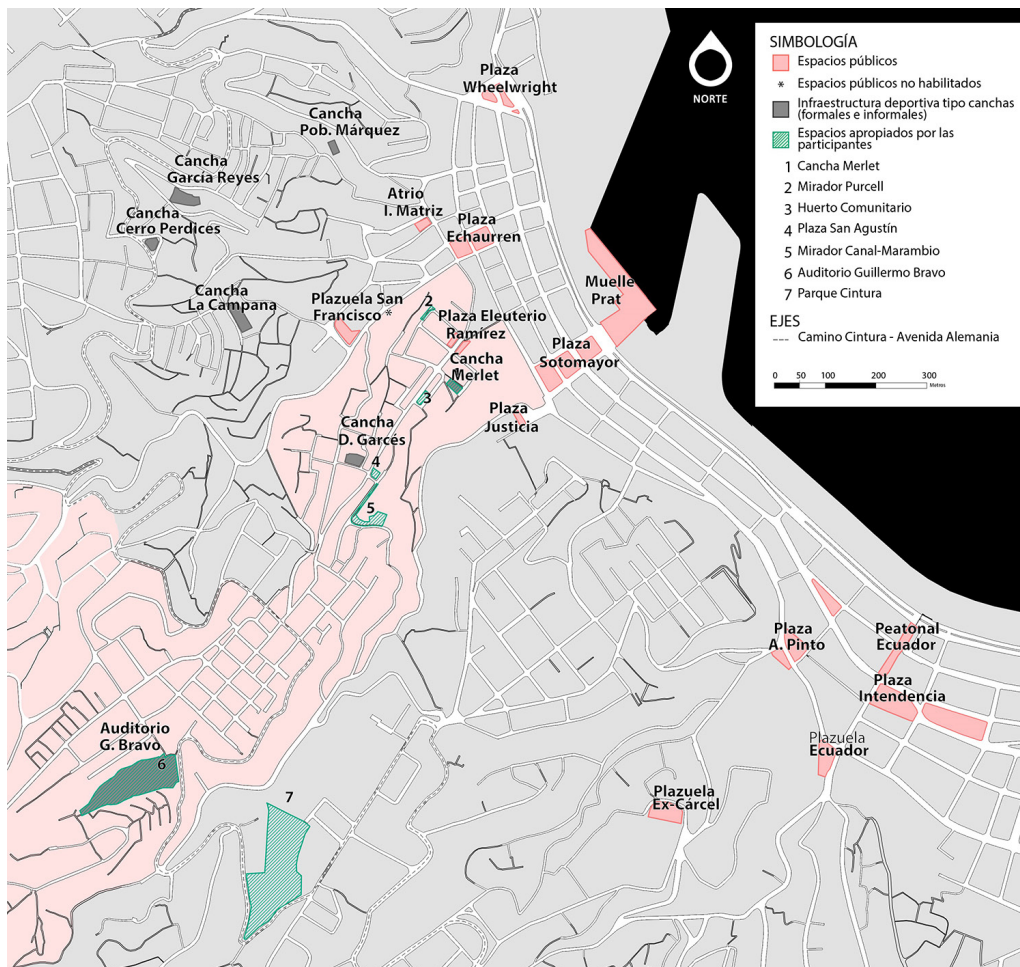 SIMBOLOGÍA
Espacios públicos
* Espacios públicos no habilitados
Infraestructura deportiva tipo canchas
(formales e informales)
Espacios apropiados por las
participantes
1 Cancha Merlet
2 Mirador Purcell
3 Huerto Comunitario
4 Plaza San Agustín
5 Mirador Canal-Marambio
6 Auditorio Guillermo Bravo
7 Parque Cintura
EJES
Camino Cintura - Avenida Alemania
0 50 100 200 300
Metros
NORTE
Plaza
Wheelwright
Cancha
Pob. Márquez
Cancha
García Reyes
Atrio
I. Matriz
Cancha
Cerro Perdices
Plaza
Echaurren
Muelle
Prat
Cancha
La Campana
Plazuela San
Francisco *
2
Plaza Eleuterio
Ramírez
Plaza
Sotomayor
Cancha
Merlet
3
Plaza
Justicia
Cancha
D. Garcés
4
5
Plaza
A. Pinto
Peatonal
Ecuador
Plaza
Intendencia
Auditorio
G. Bravo
6
Plazuela
Ecuador
7
Plazuela
Ex-Cárcel